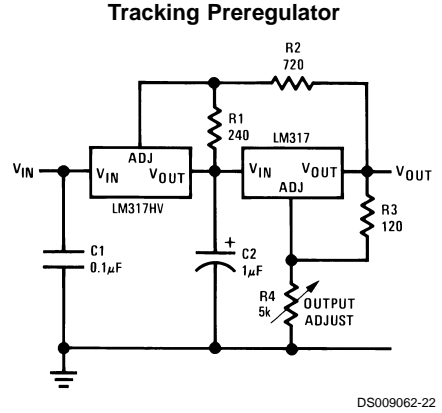 Tracking Preregulator
R2
720
R1
240
LM317
ADJ
V_IN
V_IN
V_OUT
V_IN
V_OUT
V_OUT
ADJ
LM317HV
R3
120
C1
0.1μF
+
C2
1μF
R4
5k
OUTPUT
ADJUST
DS009062-22